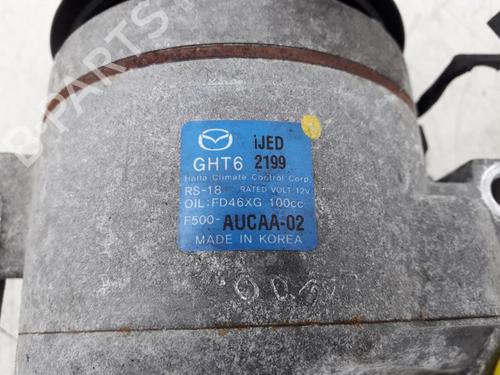 iJED
GHT6 2199
Halla Climate Control Corp.
RS-18 RATED VOLT 12V
OIL:FD46XG 100cc
F500-AUCAA-02
MADE IN KOREA